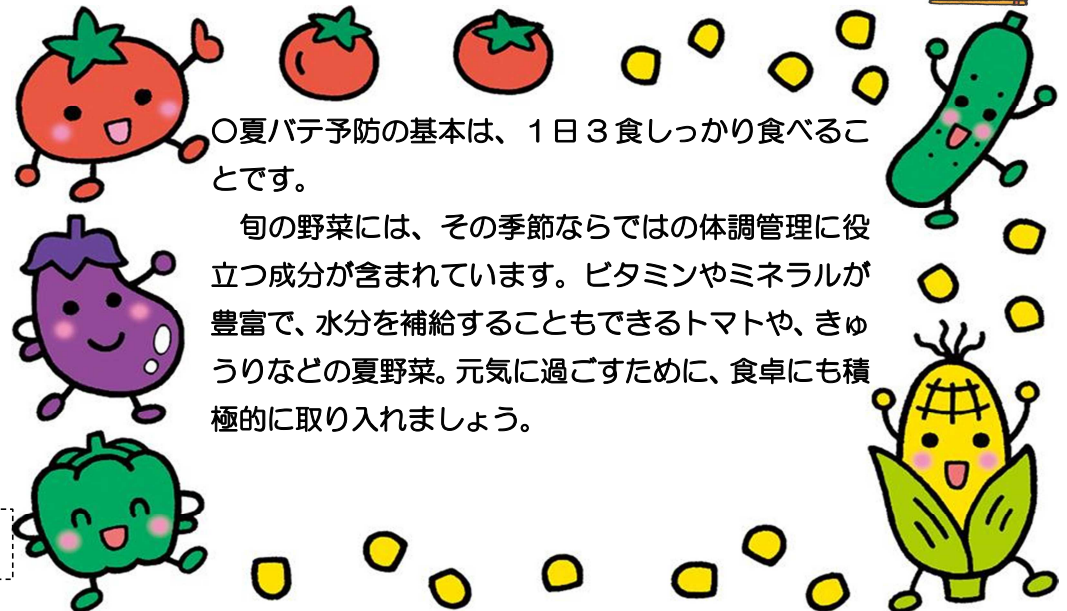 〇夏バテ予防の基本は、１日３食しっかり食べるこ
とです。
　旬の野菜には、その季節ならではの体調管理に役
立つ成分が含まれています。ビタミンやミネラルが
豊富で、水分を補給することもできるトマトや、きゅ
うりなどの夏野菜。元気に過ごすために、食卓にも積
極的に取り入れましょう。